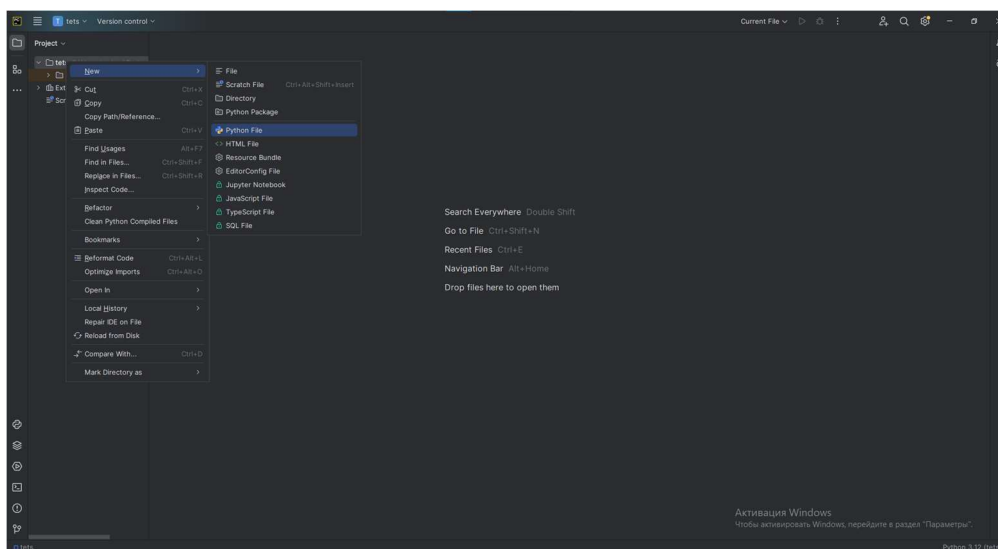 T tets Version control
Current File
Project
tet
Ext
Scr
New
Cut Ctrl+X
Copy Ctrl+C
Copy Path/Reference...
Paste Ctrl+V
Find Usages Alt+F7
Find in Files... Ctrl+Shift+F
Replace in Files... Ctrl+Shift+R
Inspect Code...
Refactor
Clean Python Compiled Files
Bookmarks
Reformat Code Ctrl+Alt+L
Optimize Imports Ctrl+Alt+O
Open In
Local History
Repair IDE on File
Reload from Disk
Compare With... Ctrl+D
Mark Directory as
File
Scratch File Ctrl+Alt+Shift+Insert
Directory
Python Package
Python File
HTML File
Resource Bundle
EditorConfig File
Jupyter Notebook
JavaScript File
TypeScript File
SQL File
Search Everywhere Double Shift
Go to File Ctrl+Shift+N
Recent Files Ctrl+E
Navigation Bar Alt+Home
Drop files here to open them
Активация Windows
Чтобы активировать Windows, перейдите в раздел "Параметры".
tets
Python 3.12 (tets